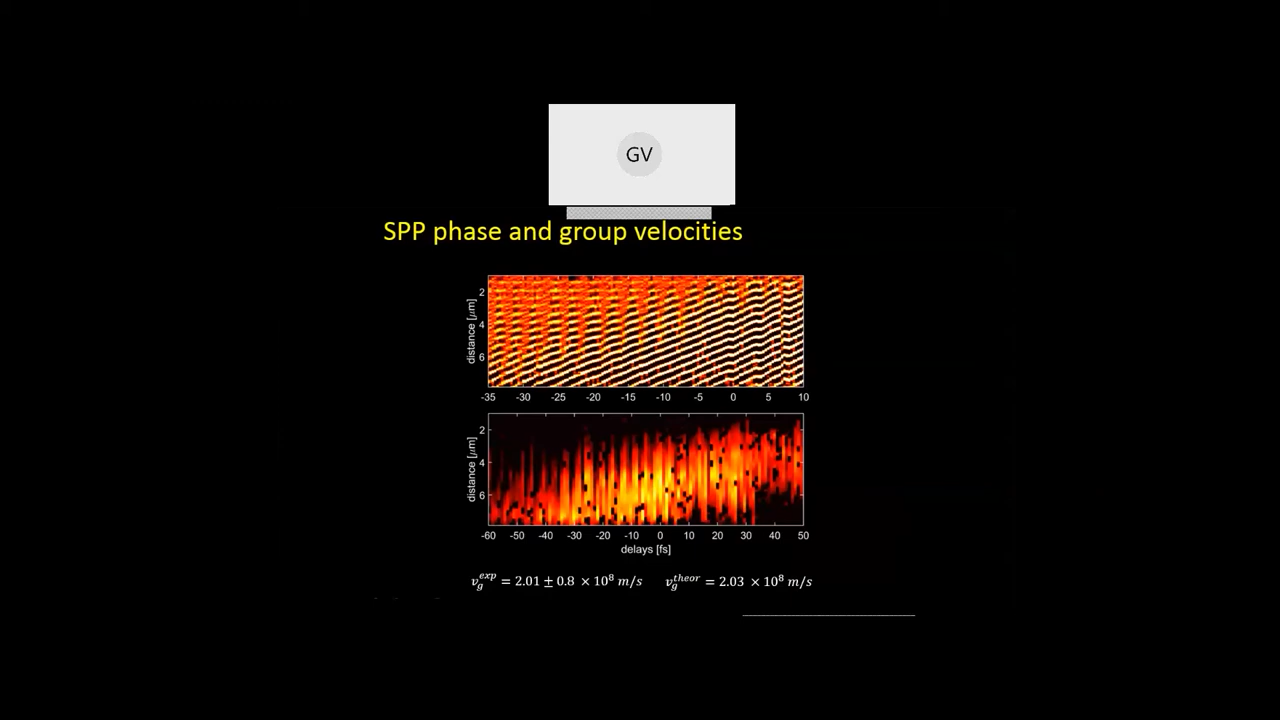 GV
SPP phase and group velocities
distance [μm]
2
4
6
-35 -30 -25 -20 -15 -10 -5 0 5 10
distance [μm]
2
4
6
-60 -50 -40 -30 -20 -10 0 10 20 30 40 50
delays [fs]
v_g^exp = 2.01 ± 0.8 × 10^8 m/s v_g^theor = 2.03 × 10^8 m/s